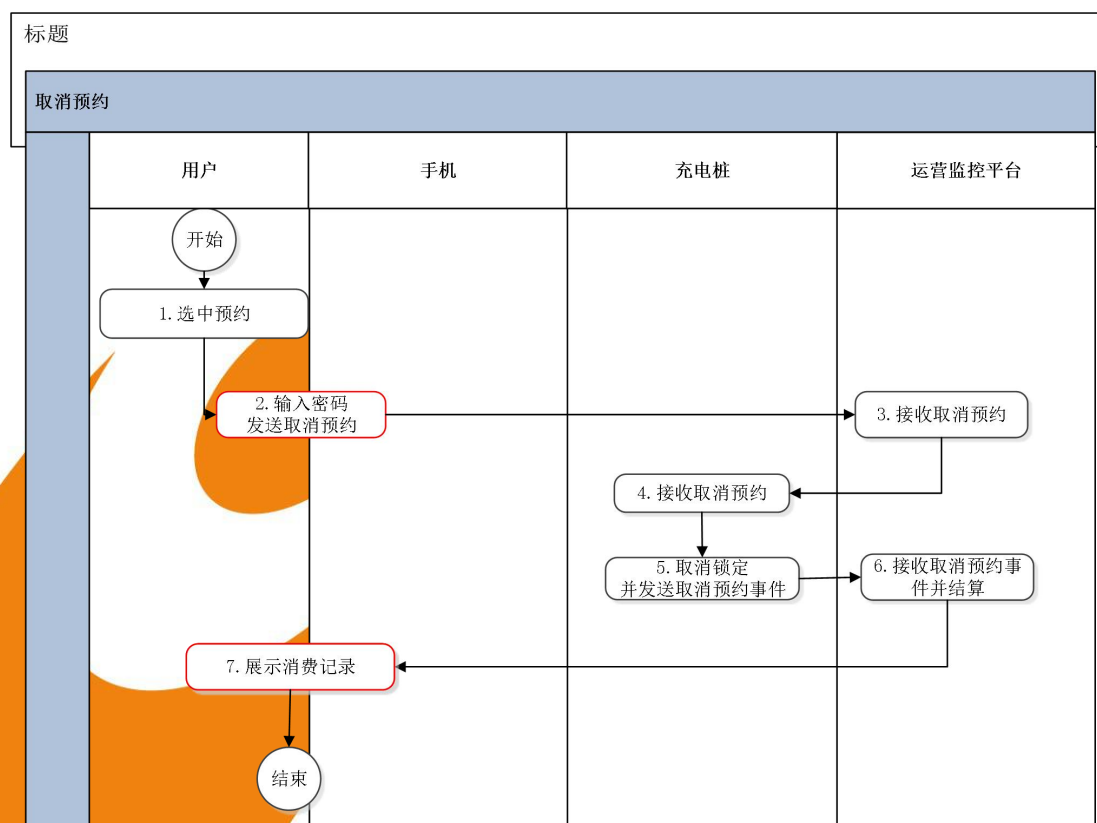 标题
取消预约
用户
手机
充电桩
运营监控平台
开始
1.选中预约
2.输入密码
发送取消预约
3.接收取消预约
4.接收取消预约
5.取消锁定
并发送取消预约事件
6.接收取消预约事
件并结算
7.展示消费记录
结束